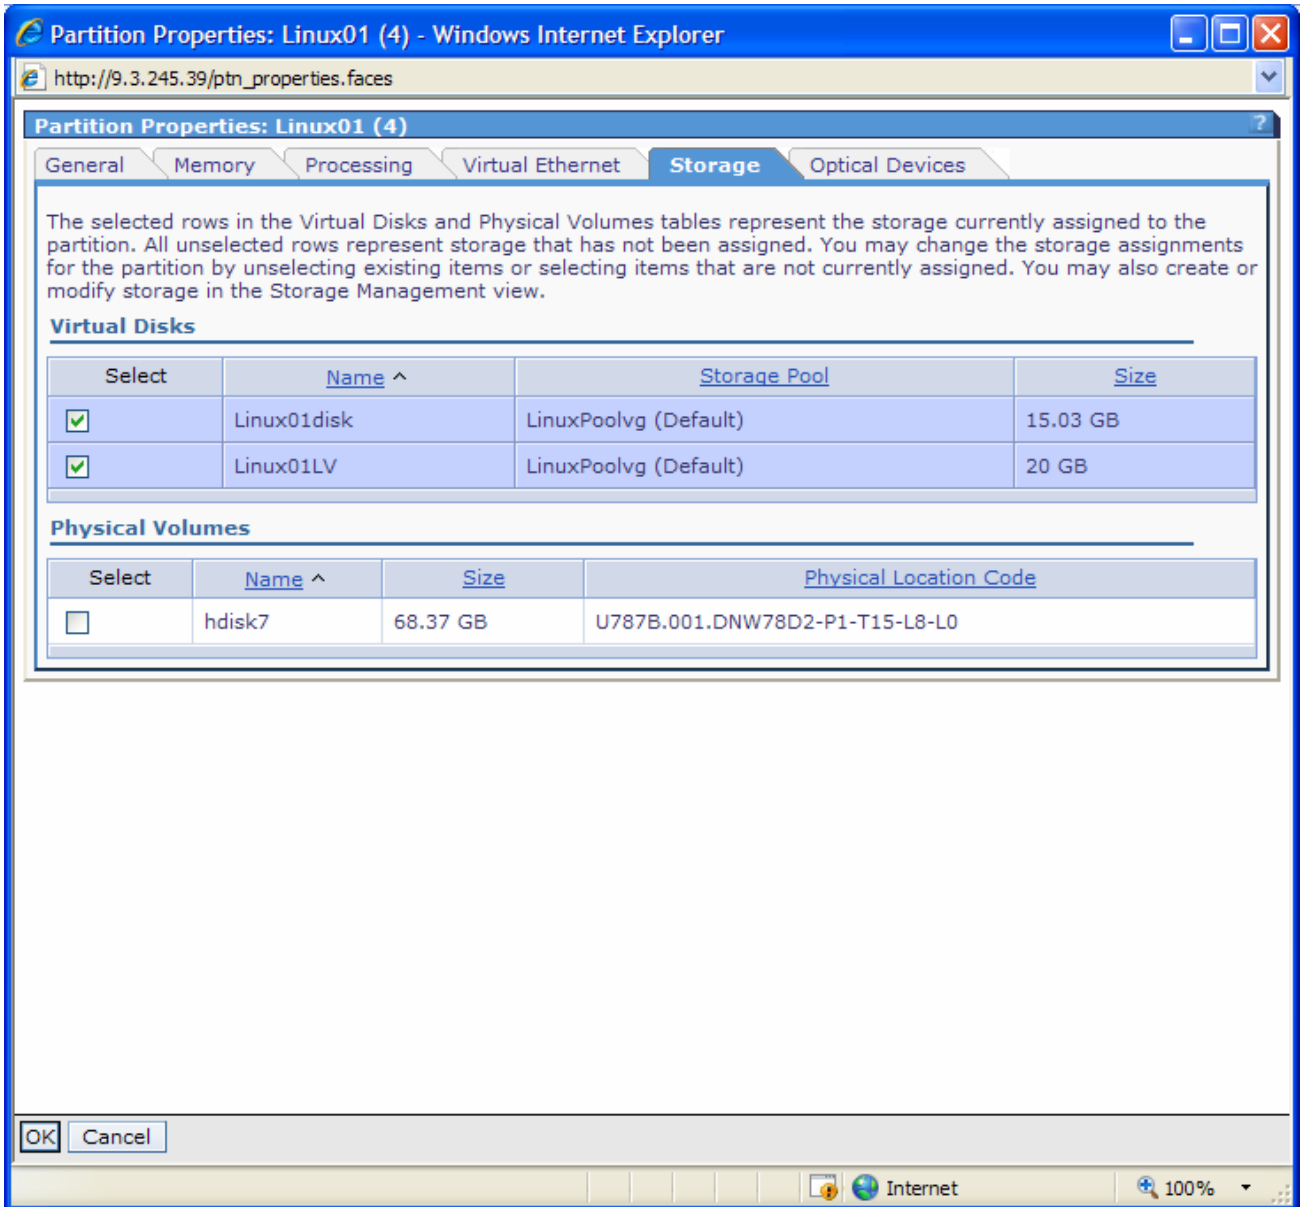 Partition Properties: Linux01 (4) - Windows Internet Explorer
http://9.3.245.39/ptn_properties.faces
Partition Properties: Linux01 (4) ?
General Memory Processing Virtual Ethernet Storage Optical Devices
The selected rows in the Virtual Disks and Physical Volumes tables represent the storage currently assigned to the
partition. All unselected rows represent storage that has not been assigned. You may change the storage assignments
for the partition by unselecting existing items or selecting items that are not currently assigned. You may also create or
modify storage in the Storage Management view.
Virtual Disks
Select Name ^ Storage Pool Size
Linux01disk LinuxPoolvg (Default) 15.03 GB
Linux01LV LinuxPoolvg (Default) 20 GB
Physical Volumes
Select Name ^ Size Physical Location Code
hdisk7 68.37 GB U787B.001.DNW78D2-P1-T15-L8-L0
OK Cancel
Internet 100%